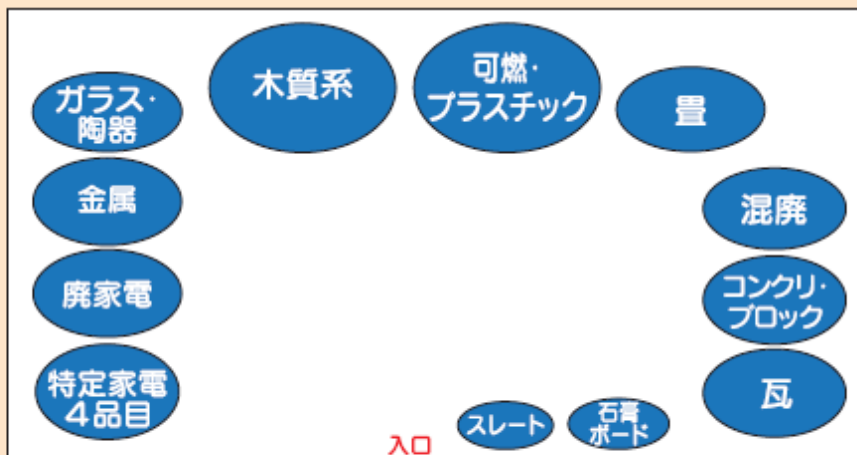 木質系
可燃・
プラスチック
畳
ガラス・
陶器
金属
廃家電
特定家電
4品目
混廃
コンクリ・
ブロック
瓦
スレート
石膏
ボード
入口